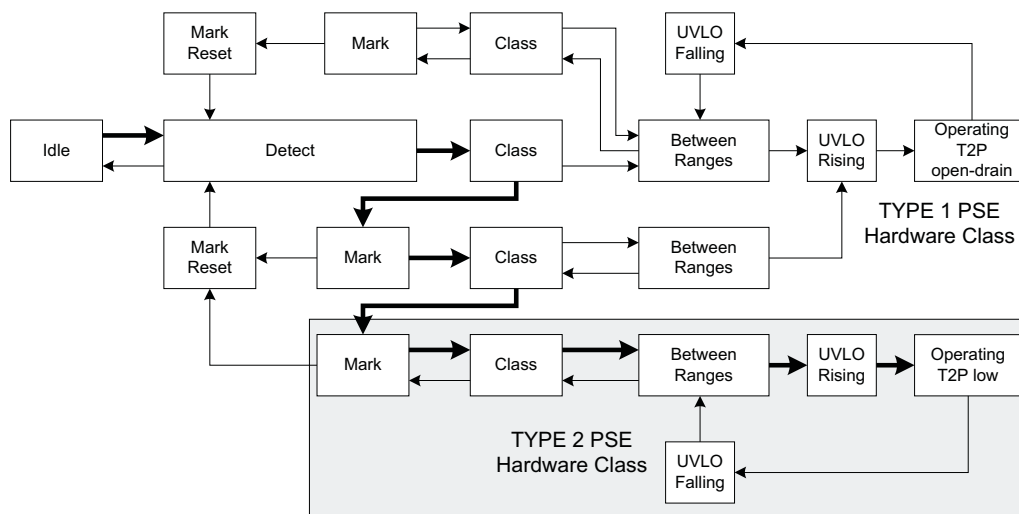 Mark
Reset
Mark
Class
UVLO
Falling
Idle
Detect
Class
Between
Ranges
UVLO
Rising
Operating
T2P
open-drain
TYPE 1 PSE
Hardware Class
Mark
Reset
Mark
Class
Between
Ranges
Mark
Class
Between
Ranges
UVLO
Rising
Operating
T2P low
TYPE 2 PSE
Hardware Class
UVLO
Falling